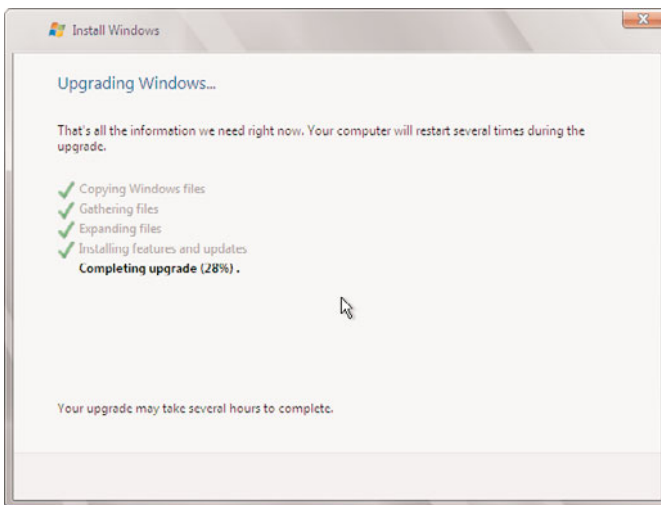 Install Windows
Upgrading Windows...
That's all the information we need right now. Your computer will restart several times during the
upgrade.
Copying Windows files
Gathering files
Expanding files
Installing features and updates
Completing upgrade (28%) .
Your upgrade may take several hours to complete.